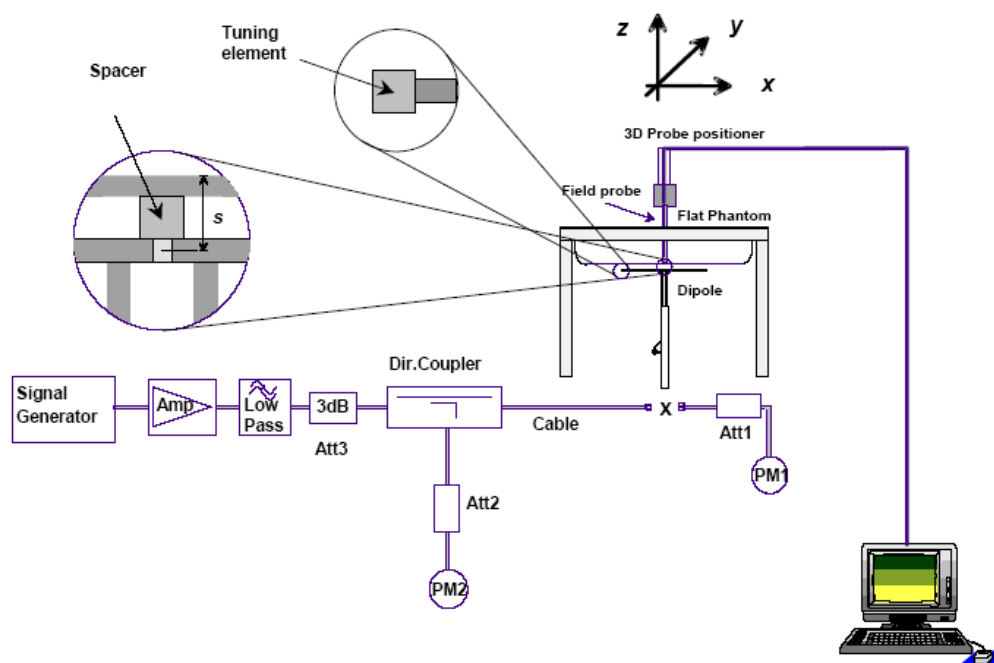 Tuning
element
Spacer
z
y
x
3D Probe positioner
s
Field probe
Flat Phantom
Dipole
Dir.Coupler
Signal
Generator
Amp
Low
Pass
3dB
Att3
Cable
X
Att1
PM1
Att2
PM2